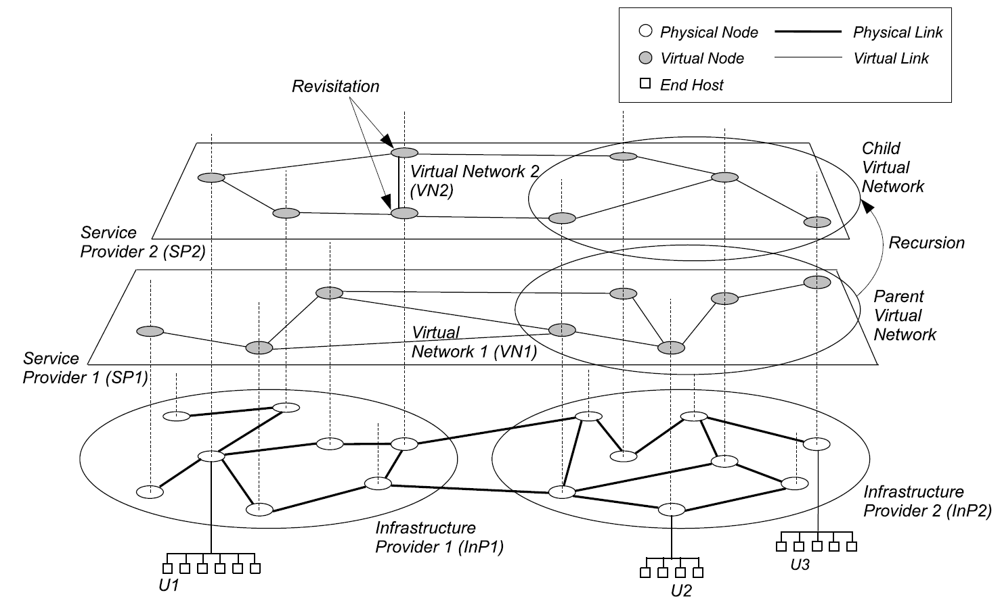 Physical Node
Physical Link
Virtual Node
Virtual Link
End Host
Revisitation
Child
Virtual
Network
Virtual Network 2
(VN2)
Service
Provider 2 (SP2)
Recursion
Parent
Virtual
Network
Virtual
Network 1 (VN1)
Service
Provider 1 (SP1)
Infrastructure
Provider 2 (InP2)
Infrastructure
Provider 1 (InP1)
U3
U1
U2